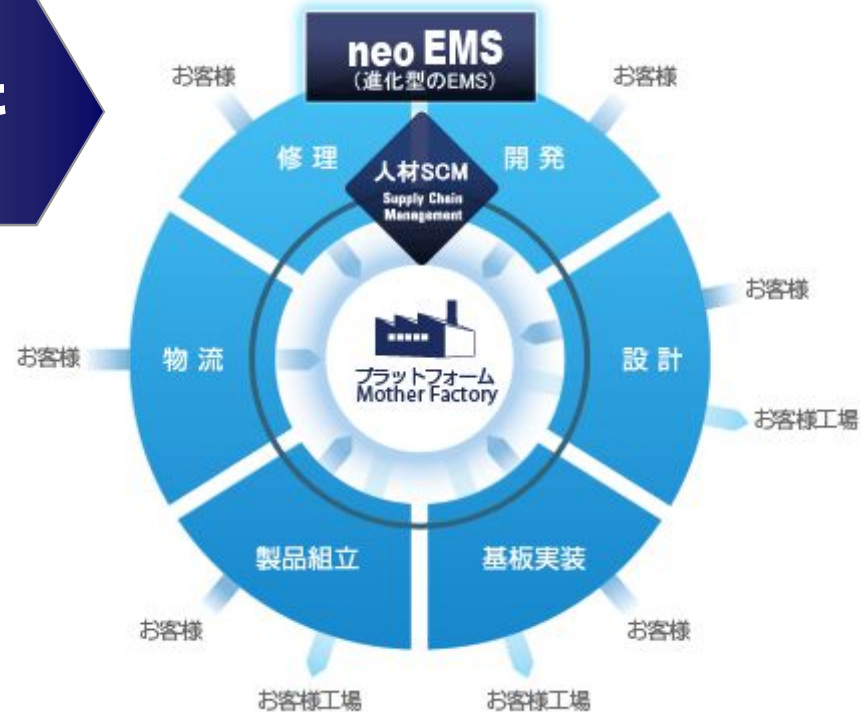 と
neo EMS
（進化型のEMS）
お客様
お客様
修理
開発
人材SCM
Supply Chain
Management
お客様
お客様
物流
設計
プラットフォーム
Mother Factory
お客様工場
製品組立
基板実装
お客様
お客様
お客様工場
お客様工場